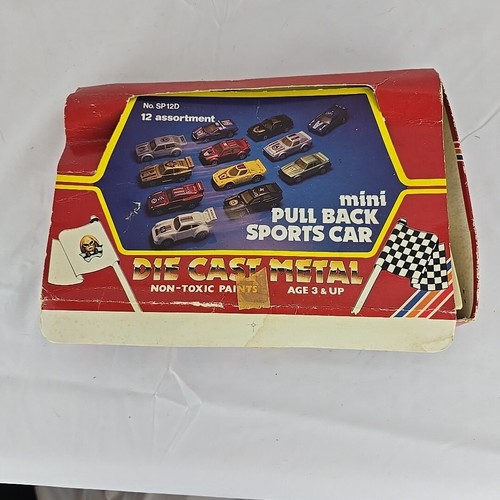 No. SP12D
12 assortment
mini
PULL BACK
SPORTS CAR
DIE CAST METAL
NON-TOXIC PAINTS AGE 3 & UP